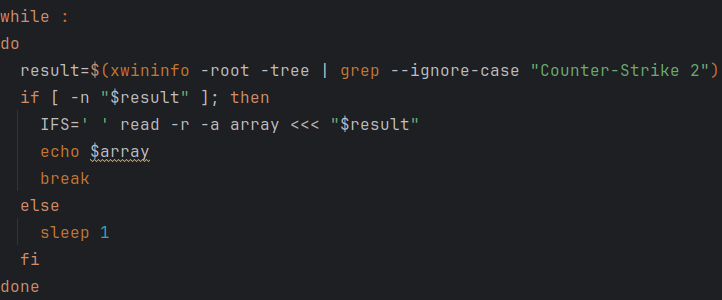 while :
do
  result=$(xwininfo -root -tree | grep --ignore-case "Counter-Strike 2")
  if [ -n "$result" ]; then
    IFS=' ' read -r -a array <<< "$result"
    echo $array
    break
  else
    sleep 1
  fi
done